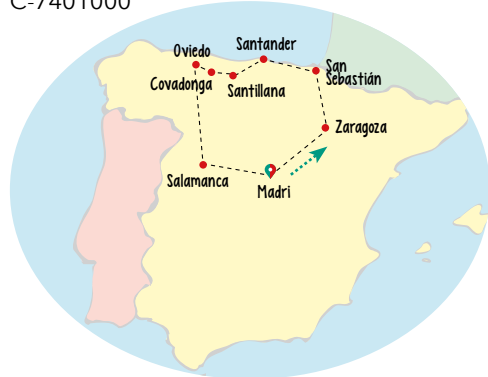 C-7401000
Oviedo
Santander
San
Sebastián
Covadonga
Santillana
Zaragoza
Salamanca
Madri